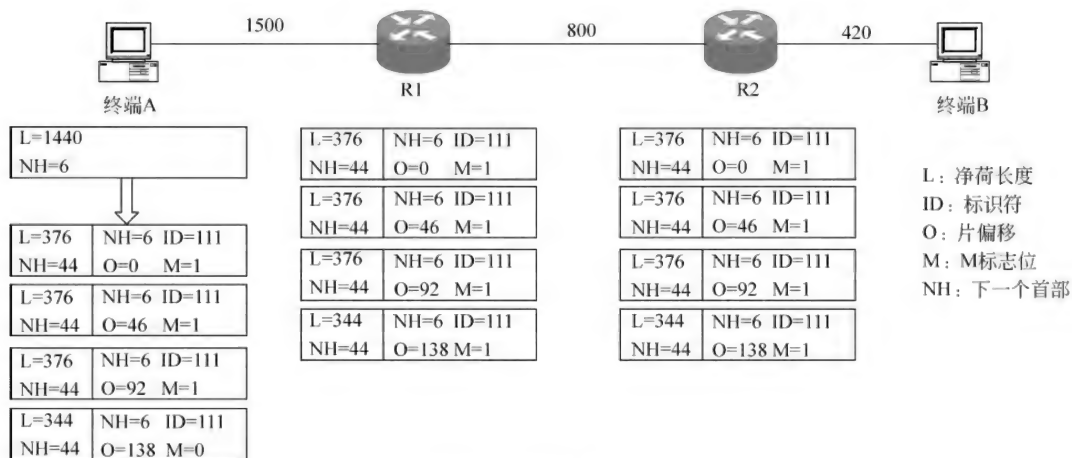 1500
800
420
终端A
R1
R2
终端B
L=1440
NH=6
L=376 NH=6 ID=111
NH=44 O=0 M=1
L=376 NH=6 ID=111
NH=44 O=46 M=1
L=376 NH=6 ID=111
NH=44 O=92 M=1
L=344 NH=6 ID=111
NH=44 O=138 M=0
L=376 NH=6 ID=111
NH=44 O=0 M=1
L=376 NH=6 ID=111
NH=44 O=46 M=1
L=376 NH=6 ID=111
NH=44 O=92 M=1
L=344 NH=6 ID=111
NH=44 O=138 M=1
L=376 NH=6 ID=111
NH=44 O=0 M=1
L=376 NH=6 ID=111
NH=44 O=46 M=1
L=376 NH=6 ID=111
NH=44 O=92 M=1
L=344 NH=6 ID=111
NH=44 O=138 M=1
L：净荷长度
ID：标识符
O：片偏移
M：M标志位
NH：下一个首部